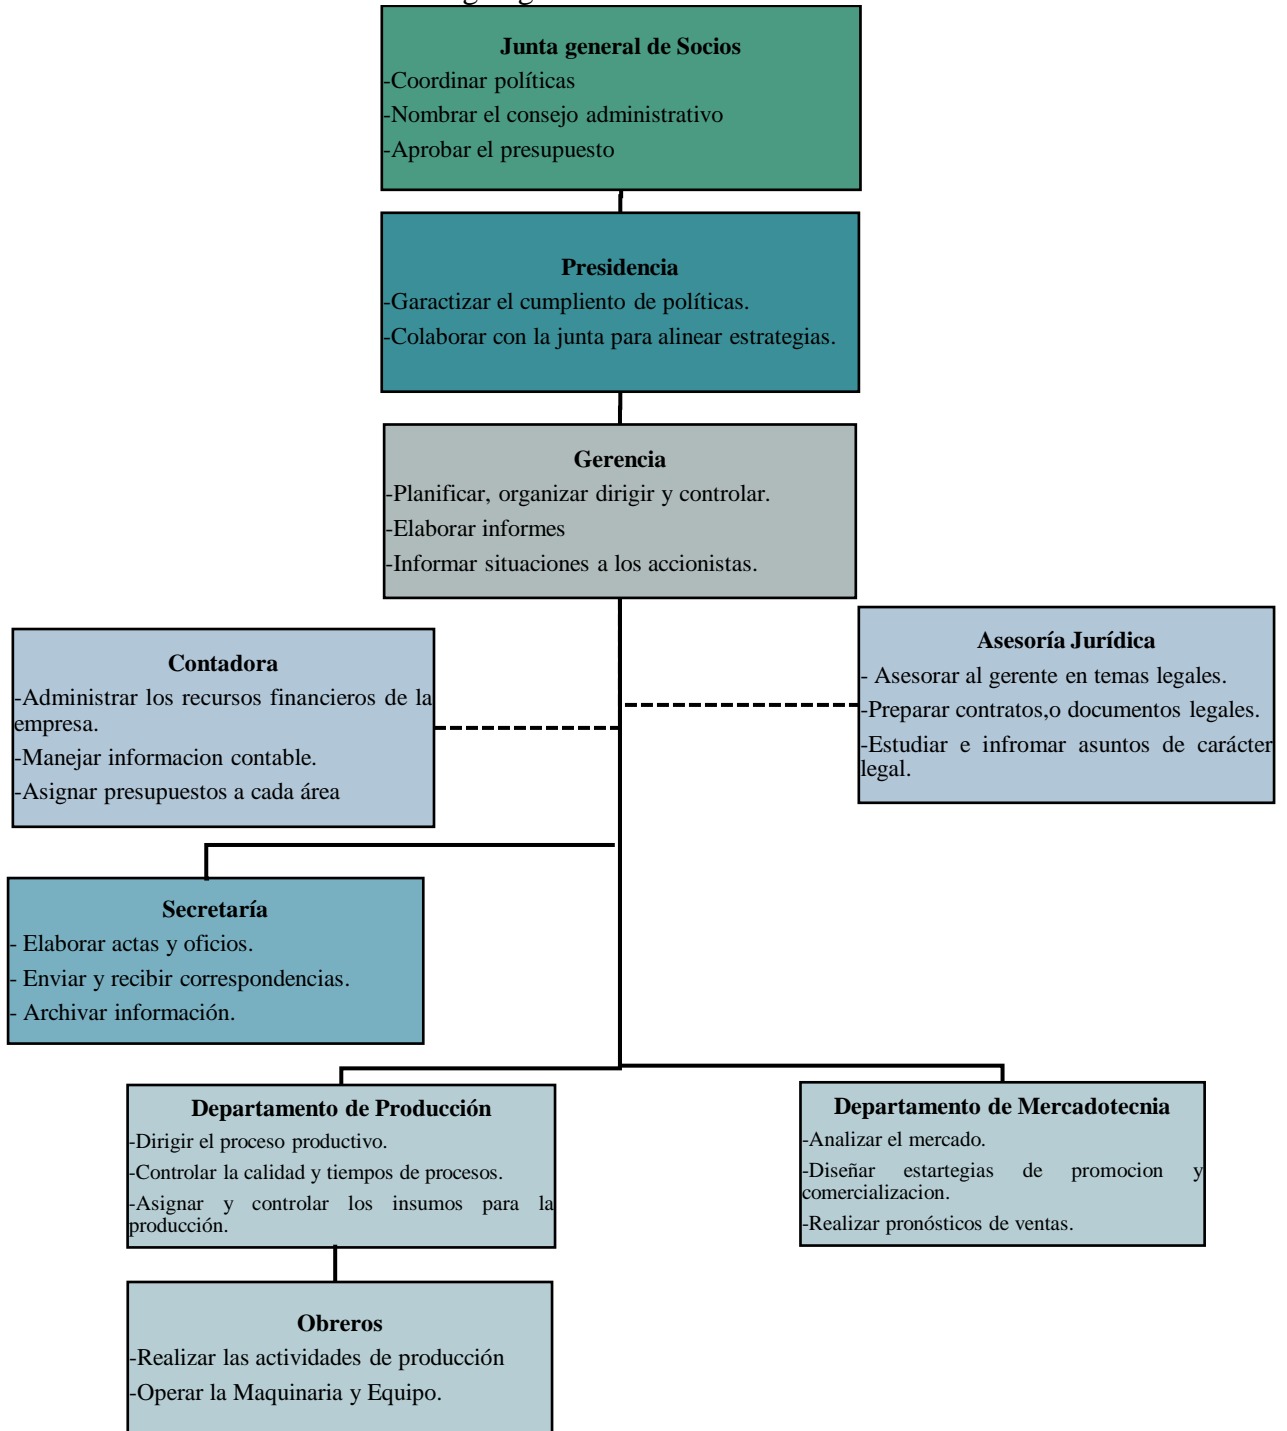 Junta general de Socios
-Coordinar políticas
-Nombrar el consejo administrativo
-Aprobar el presupuesto
Presidencia
-Garactizar el cumpliento de políticas.
-Colaborar con la junta para alinear estrategias.
Gerencia
-Planificar, organizar dirigir y controlar.
-Elaborar informes
-Informar situaciones a los accionistas.
Contadora
-Administrar los recursos financieros de la
empresa.
-Manejar informacion contable.
-Asignar presupuestos a cada área
Asesoría Jurídica
- Asesorar al gerente en temas legales.
-Preparar contratos,o documentos legales.
-Estudiar e infromar asuntos de carácter
legal.
Secretaría
- Elaborar actas y oficios.
- Enviar y recibir correspondencias.
- Archivar información.
Departamento de Producción
-Dirigir el proceso productivo.
-Controlar la calidad y tiempos de procesos.
-Asignar y controlar los insumos para la
producción.
Departamento de Mercadotecnia
-Analizar el mercado.
-Diseñar estartegias de promocion y
comercializacion.
-Realizar pronósticos de ventas.
Obreros
-Realizar las actividades de producción
-Operar la Maquinaria y Equipo.